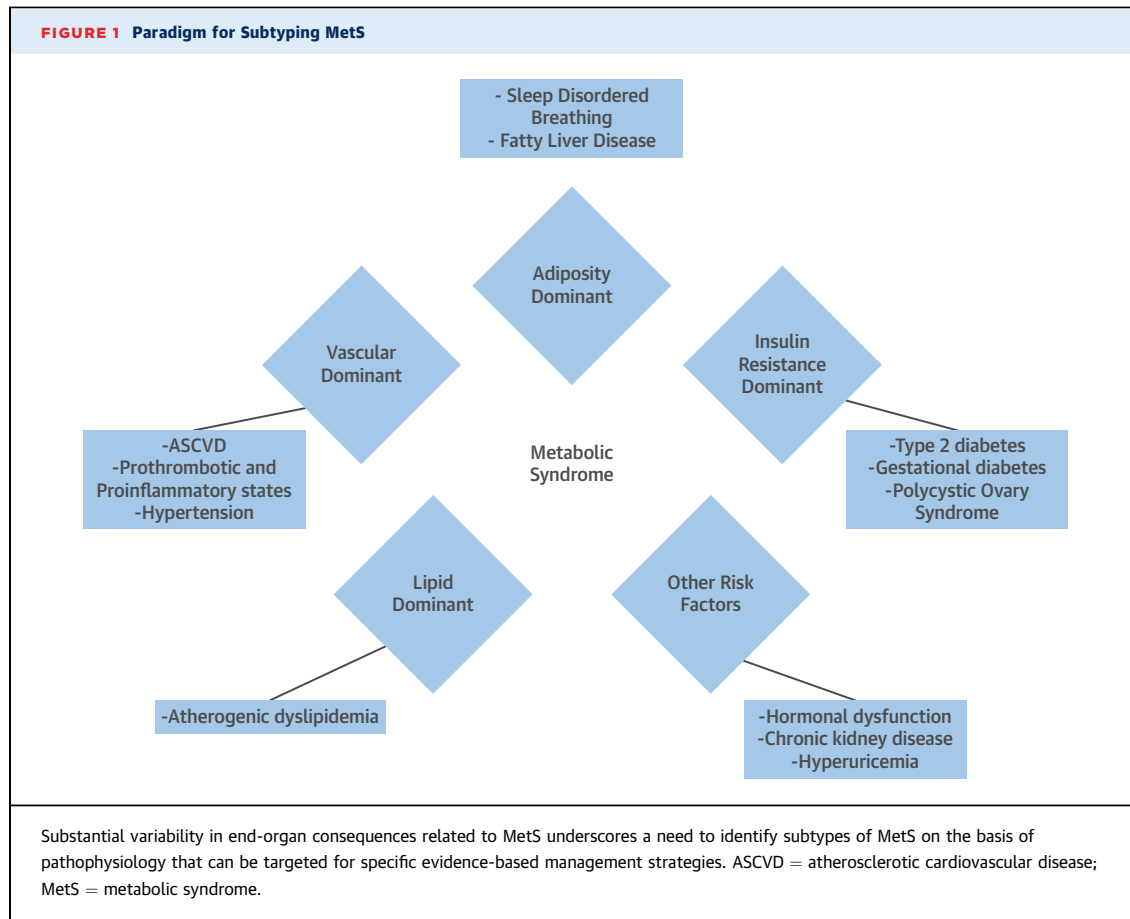 FIGURE 1 Paradigm for Subtyping MetS
- Sleep Disordered
Breathing
- Fatty Liver Disease
Adiposity
Dominant
Vascular
Dominant
Insulin
Resistance
Dominant
-ASCVD
-Prothrombotic and
Proinflammatory states
-Hypertension
Metabolic
Syndrome
-Type 2 diabetes
-Gestational diabetes
-Polycystic Ovary
Syndrome
Lipid
Dominant
Other Risk
Factors
-Atherogenic dyslipidemia
-Hormonal dysfunction
-Chronic kidney disease
-Hyperuricemia
Substantial variability in end-organ consequences related to MetS underscores a need to identify subtypes of MetS on the basis of
pathophysiology that can be targeted for specific evidence-based management strategies. ASCVD = atherosclerotic cardiovascular disease;
MetS = metabolic syndrome.